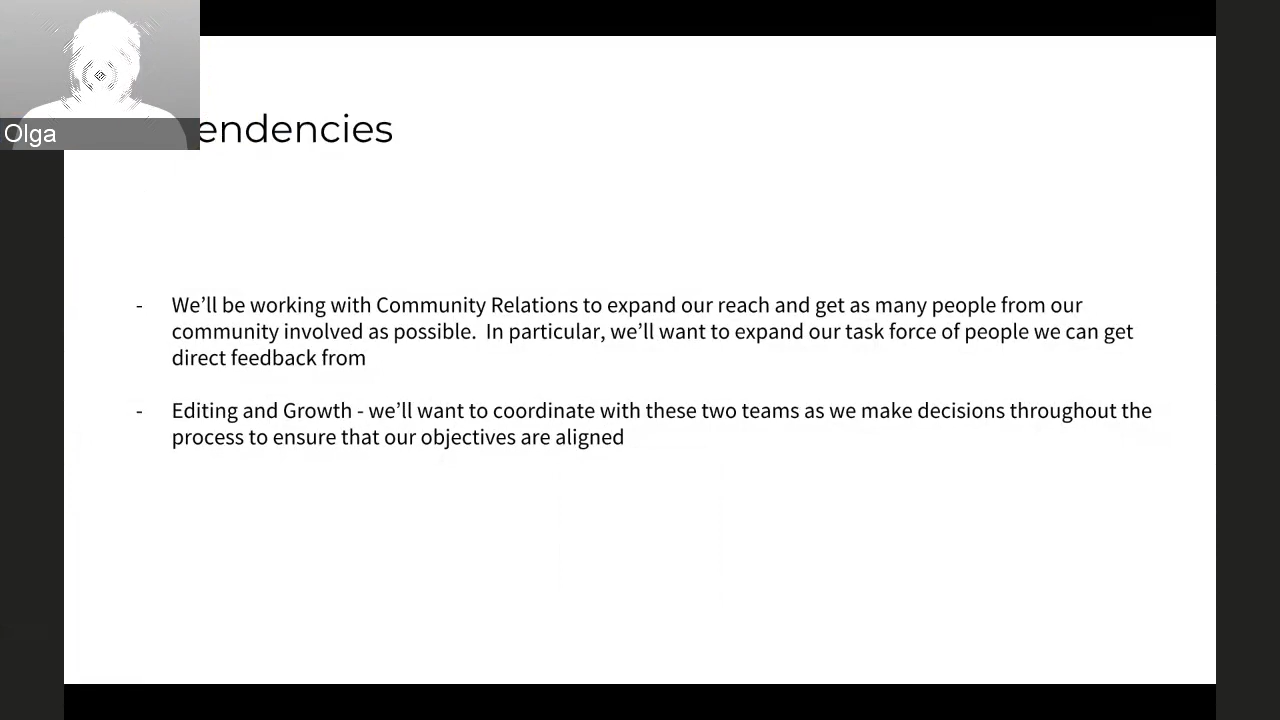 Olga
endencies
- We’ll be working with Community Relations to expand our reach and get as many people from our
community involved as possible.  In particular, we’ll want to expand our task force of people we can get
direct feedback from
- Editing and Growth - we’ll want to coordinate with these two teams as we make decisions throughout the
process to ensure that our objectives are aligned